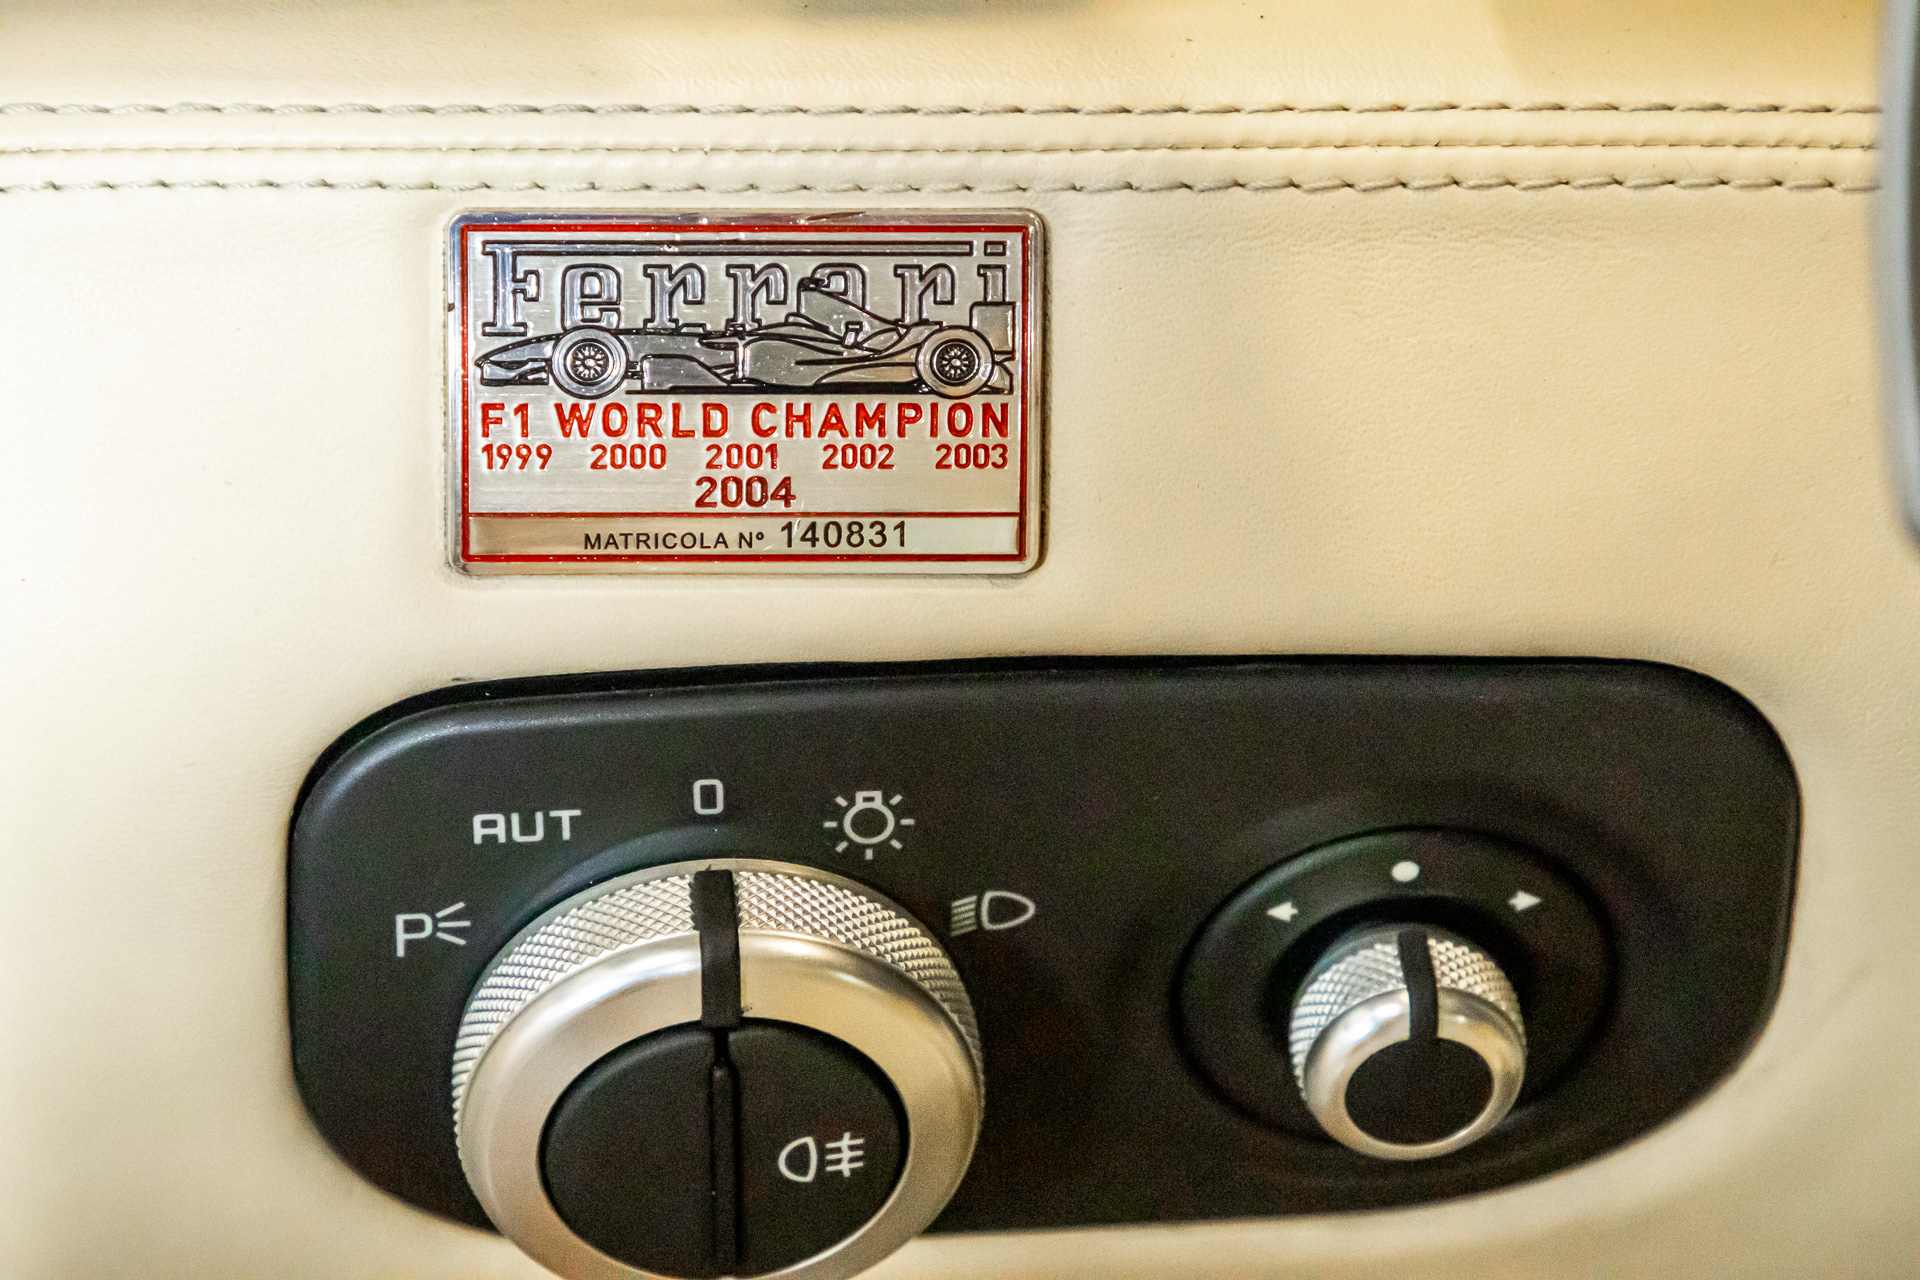 Ferrari
F1 WORLD CHAMPION
1999 2000 2001 2002 2003
2004
MATRICOLA Nº 140831
0
AUT
P